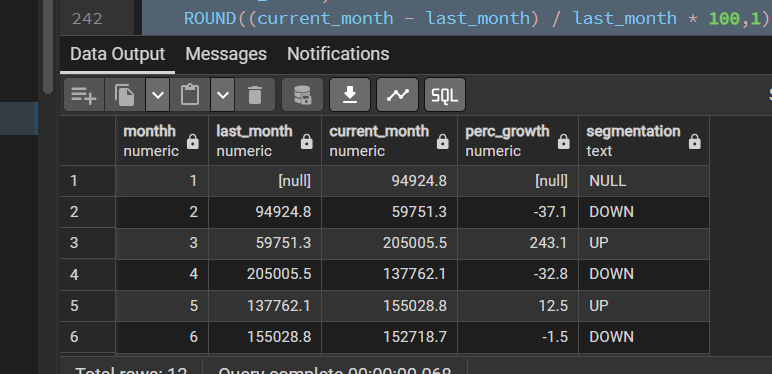 242 ROUND((current_month - last_month) / last_month * 100,1)
Data Output Messages Notifications
SQL
monthh last_month current_month perc_growth segmentation
numeric numeric numeric numeric text
1 1 [null] 94924.8 [null] NULL
2 2 94924.8 59751.3 -37.1 DOWN
3 3 59751.3 205005.5 243.1 UP
4 4 205005.5 137762.1 -32.8 DOWN
5 5 137762.1 155028.8 12.5 UP
6 6 155028.8 152718.7 -1.5 DOWN
Total rows: 12 Query complete 00:00:00.068